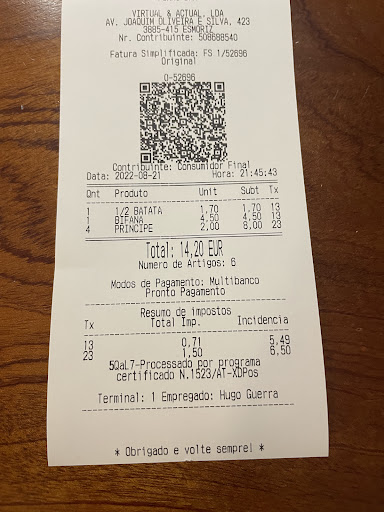 VIRTUAL & ACTUAL, LDA
AV. JOAQUIM OLIVEIRA E SILVA, 423
3885-415 ESMORIZ
Nr. Contribuinte: 508688540
Fatura Simplificada: FS 1/52696
Original
0-52696
Contribuinte: Consumidor Final
Data: 2022-08-21 Hora: 21:45:43
Qnt Produto Unit Subt Tx
1 1/2 BATATA 1,70 1,70 13
1 BIFANA 4,50 4,50 13
4 PRINCIPE 2,00 8,00 23
Total: 14,20 EUR
Numero de Artigos: 6
Modos de Pagamento: Multibanco
Pronto Pagamento
Resumo de impostos
Tx Total Imp. Incidencia
13 0,71 5,49
23 1,50 6,50
5QaL7-Processado por programa
certificado N.1523/AT-XDPos
Terminal: 1 Empregado: Hugo Guerra
* Obrigado e volte sempre! *